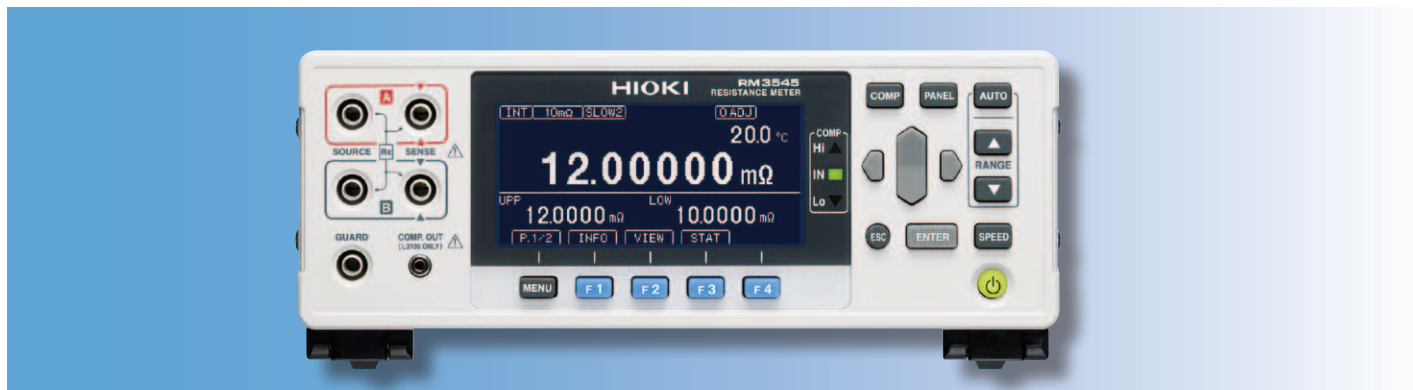 HIOKI
RM3545
RESISTANCE METER
A
SOURCE Rx SENSE
B
GUARD
COMP. OUT
(L2105 ONLY)
INT 10mΩ SLOW2 0 ADJ
20.0 °C
12.00000 mΩ
UPP
12.0000 mΩ
LOW
10.0000 mΩ
P.1/2 INFO VIEW STAT
COMP
Hi
IN
Lo
MENU F1 F2 F3 F4
COMP PANEL AUTO
RANGE
ESC ENTER SPEED